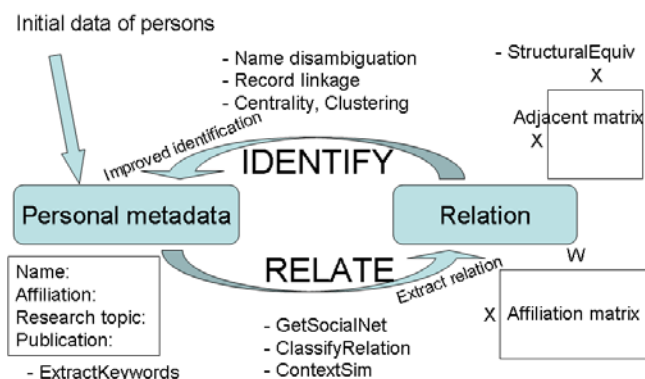 Initial data of persons
- Name disambiguation
- Record linkage
- Centrality, Clustering
- StructuralEquiv
X
Adjacent matrix
X
Improved identification
IDENTIFY
Personal metadata
Relation
RELATE
Extract relation
W
Name:
Affiliation:
Research topic:
Publication:
X
Affiliation matrix
- GetSocialNet
- ClassifyRelation
- ContextSim
- ExtractKeywords